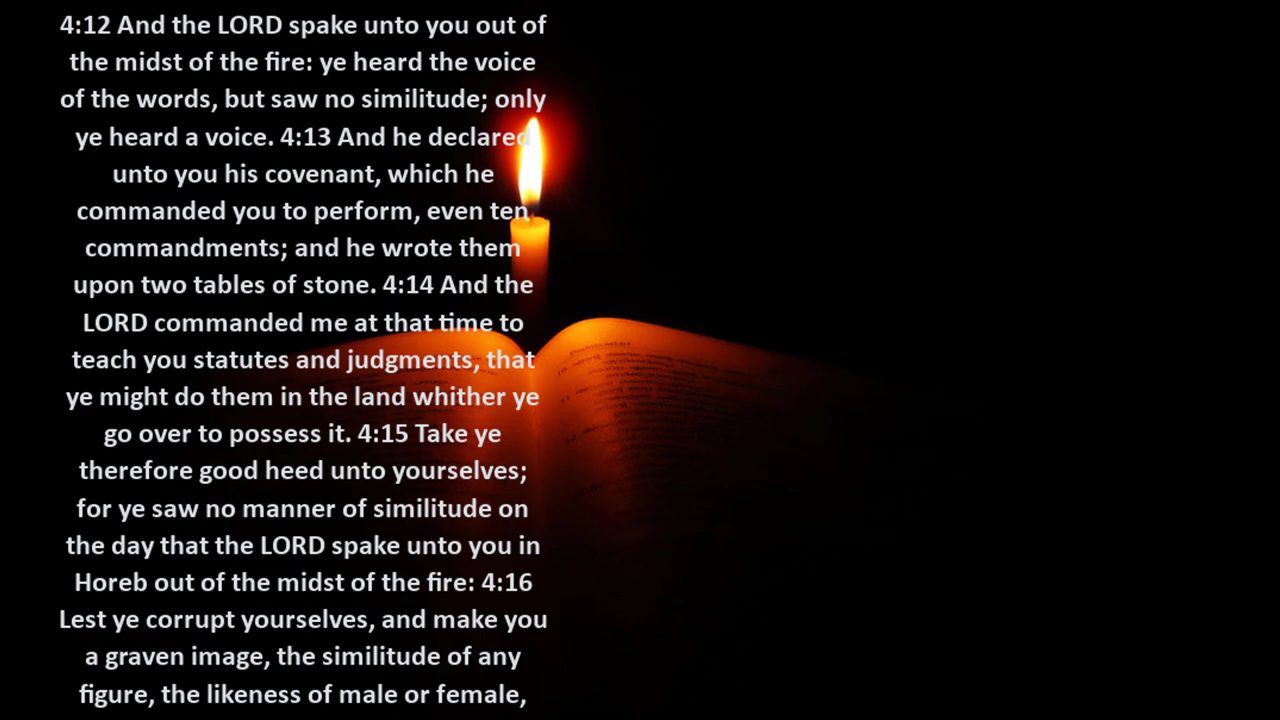 4:12 And the LORD spake unto you out of
the midst of the fire: ye heard the voice
of the words, but saw no similitude; only
ye heard a voice. 4:13 And he declared
unto you his covenant, which he
commanded you to perform, even ten
commandments; and he wrote them
upon two tables of stone. 4:14 And the
LORD commanded me at that time to
teach you statutes and judgments, that
ye might do them in the land whither ye
go over to possess it. 4:15 Take ye
therefore good heed unto yourselves;
for ye saw no manner of similitude on
the day that the LORD spake unto you in
Horeb out of the midst of the fire: 4:16
Lest ye corrupt yourselves, and make you
a graven image, the similitude of any
figure, the likeness of male or female,